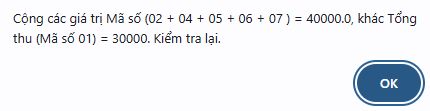 Cộng các giá trị Mã số (02 + 04 + 05 + 06 + 07 ) = 40000.0, khác Tổng
thu (Mã số 01) = 30000. Kiểm tra lại.
OK